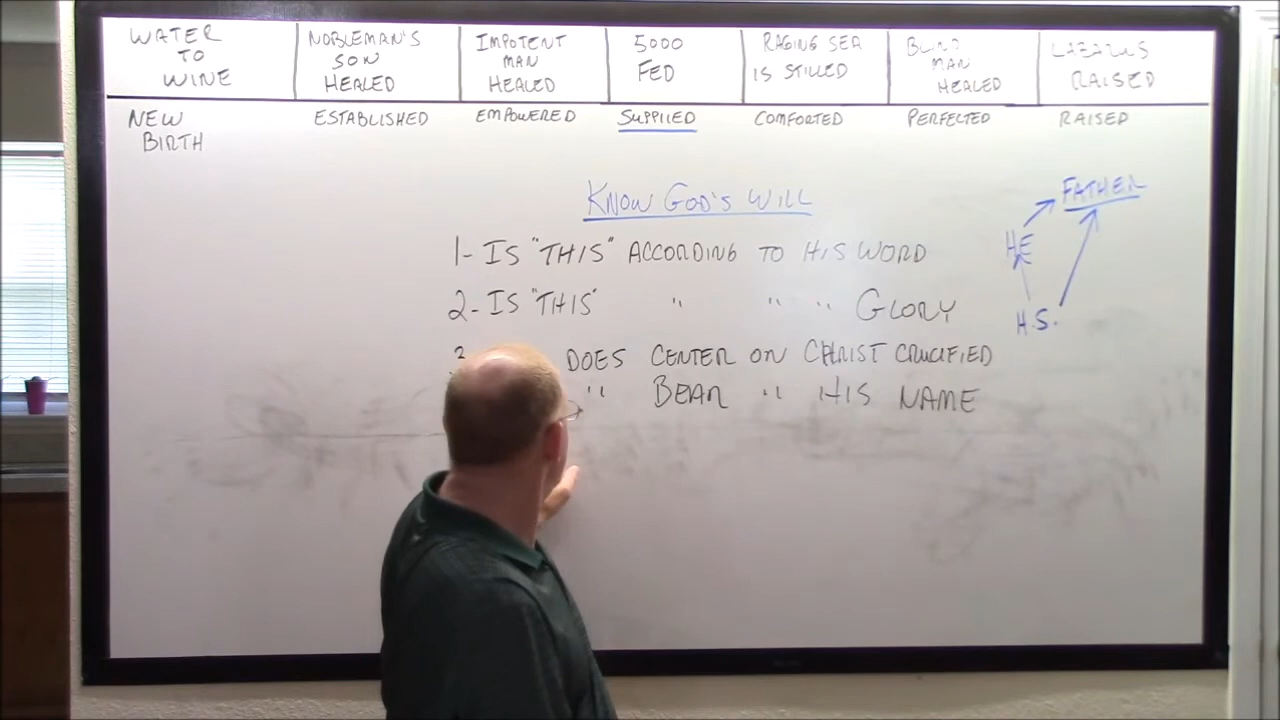 WATER
TO
WINE
NOBLEMAN'S
SON
HEALED
IMPOTENT
MAN
HEALED
5000
FED
RAGING SEA
IS STILLED
BLIND
MAN
HEALED
LAZARUS
RAISED
NEW
BIRTH
ESTABLISHED
EMPOWERED
SUPPLIED
COMFORTED
PERFECTED
RAISED
KNOW GOD'S WILL
1- IS "THIS" ACCORDING TO HIS WORD
2- IS "THIS" " " " GLORY
3 DOES CENTER ON CHRIST CRUCIFIED
" BEAR " HIS NAME
FATHER
HE
H.S.